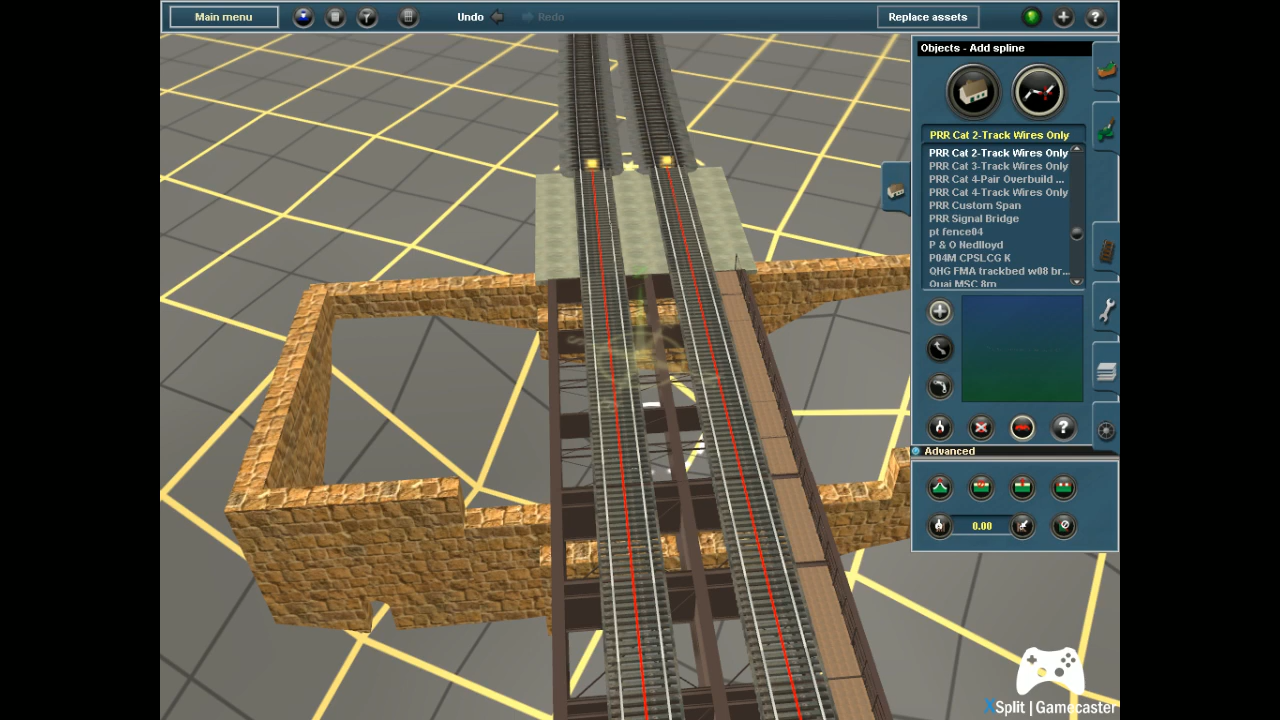 Main menu
Undo
Redo
Replace assets
Objects - Add spline
PRR Cat 2-Track Wires Only
PRR Cat 2-Track Wires Only
PRR Cat 3-Track Wires Only
PRR Cat 4-Pair Overbuild ...
PRR Cat 4-Track Wires Only
PRR Custom Span
PRR Signal Bridge
pt fence04
P & O Nedlloyd
P04M CPSLCG K
QHG FMA trackbed w08 br...
Quai MSC 8m
Advanced
0.00
XSplit | Gamecaster